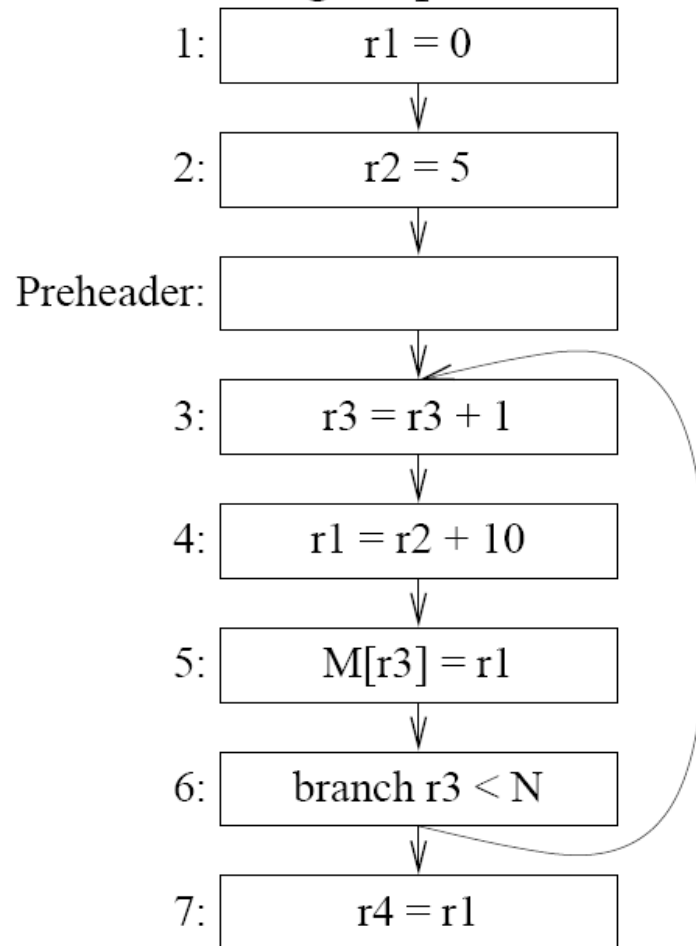 1: r1 = 0
2: r2 = 5
Preheader:
3: r3 = r3 + 1
4: r1 = r2 + 10
5: M[r3] = r1
6: branch r3 < N
7: r4 = r1